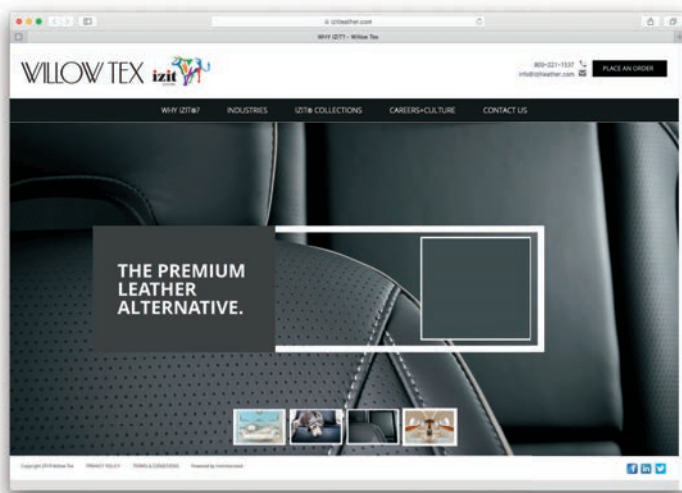 izitleather.com
WHY IZIT? - Willow Tex
WILLOW TEX izit
800-221-1537
info@izitleather.com
PLACE AN ORDER
WHY IZIT®? INDUSTRIES IZIT® COLLECTIONS CAREERS+CULTURE CONTACT US
THE PREMIUM
LEATHER
ALTERNATIVE.
PRIVACY POLICY TERMS & CONDITIONS